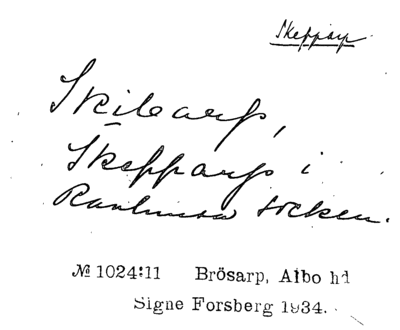 Skepparp
Skibarp,
Skepparp i
Ravlunda socken.
№ 1024:11 Brösarp, Albo hd
Signe Forsberg 1934.